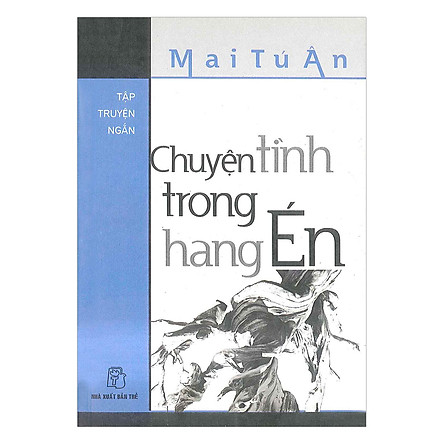 Mai Tú Ân
TẬP
TRUYỆN
NGẮN
Chuyện tình
trong
hang Én
NHÀ XUẤT BẢN TRẺ